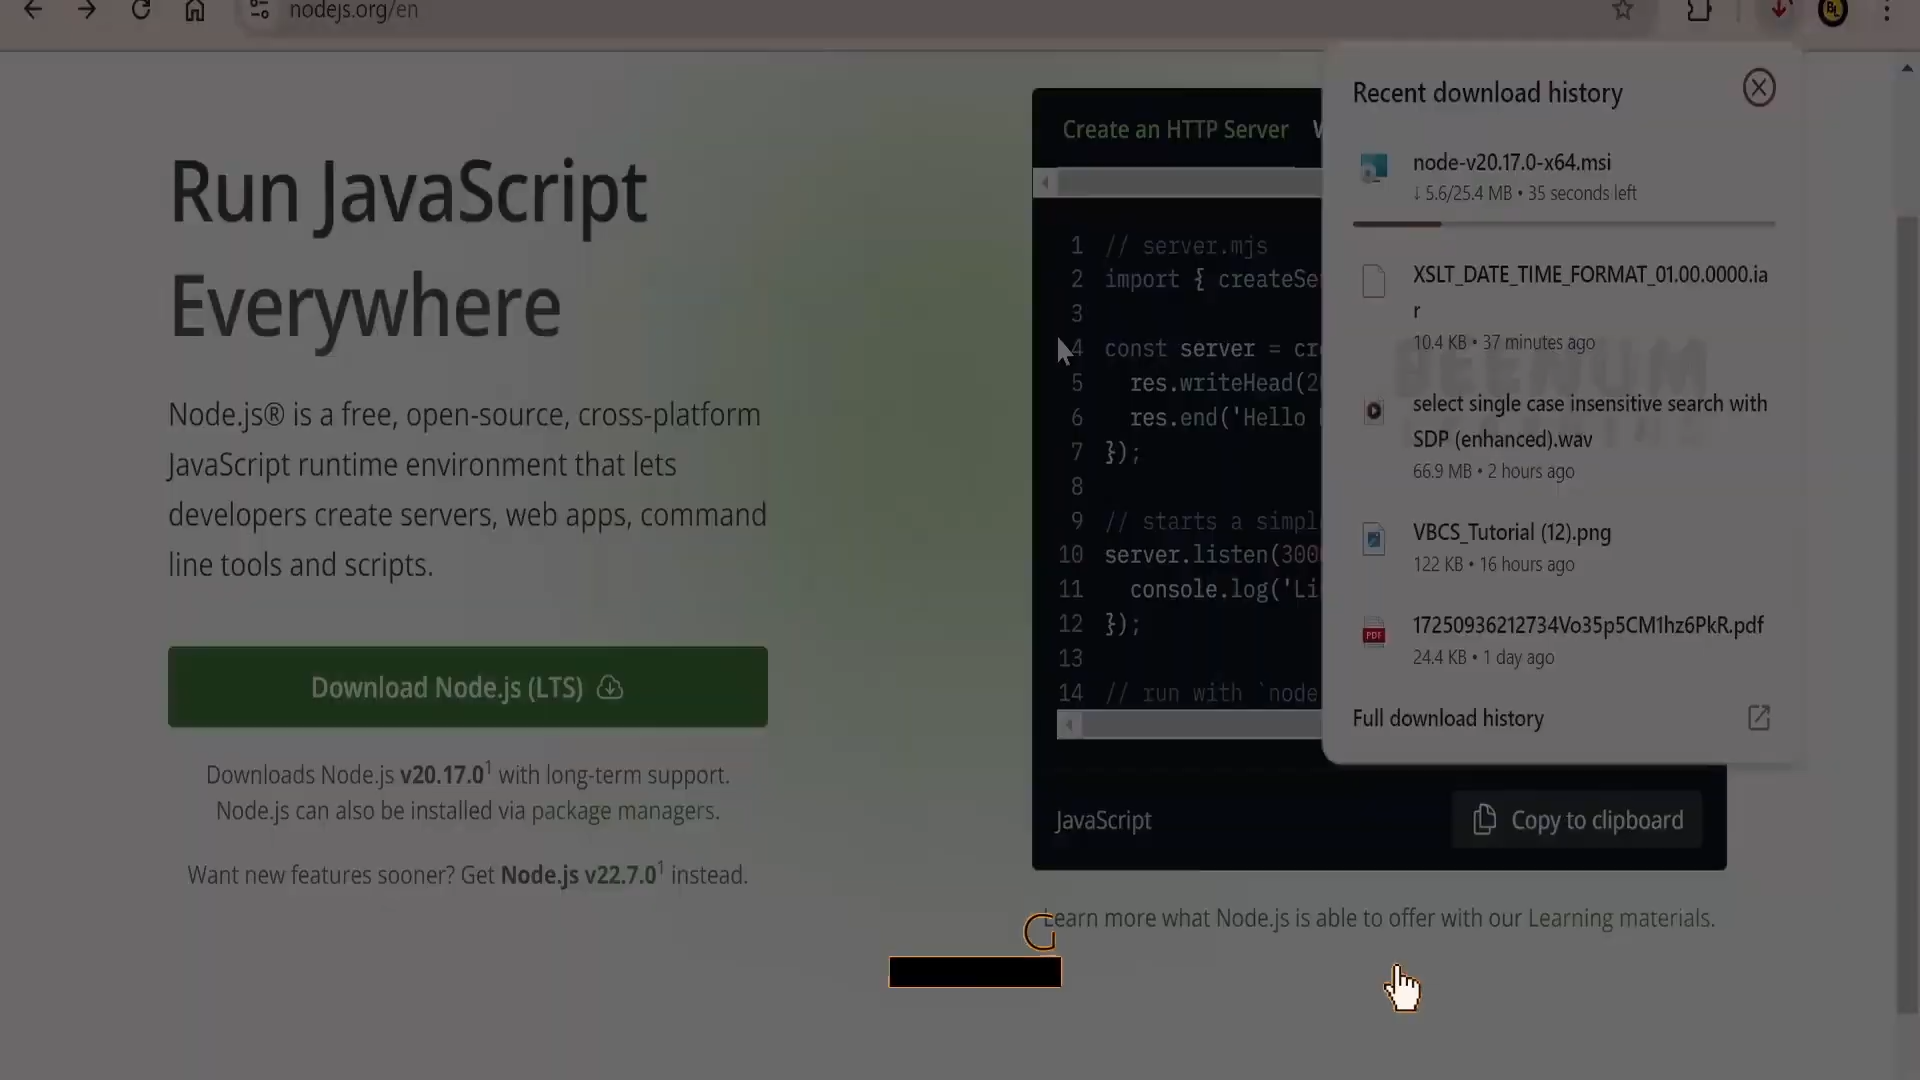 nodejs.org/en
BL
Run JavaScript
Everywhere
Node.js® is a free, open-source, cross-platform
JavaScript runtime environment that lets
developers create servers, web apps, command
line tools and scripts.
Download Node.js (LTS)
Downloads Node.js v20.17.0¹ with long-term support.
Node.js can also be installed via package managers.
Want new features sooner? Get Node.js v22.7.0¹ instead.
Create an HTTP Server
1 // server.mjs
2 import { createSe
3
4 const server = cr
5 res.writeHead(2
6 res.end('Hello
7 });
8
9 // starts a simpl
10 server.listen(300
11 console.log('Li
12 });
13
14 // run with `node
JavaScript
Copy to clipboard
Learn more what Node.js is able to offer with our Learning materials.
G
Recent download history
node-v20.17.0-x64.msi
↓ 5.6/25.4 MB • 35 seconds left
XSLT_DATE_TIME_FORMAT_01.00.0000.ia
r
10.4 KB • 37 minutes ago
BEENUM
select single case insensitive search with
SDP (enhanced).wav
66.9 MB • 2 hours ago
VBCS_Tutorial (12).png
122 KB • 16 hours ago
PDF
17250936212734Vo35p5CM1hz6PkR.pdf
24.4 KB • 1 day ago
Full download history